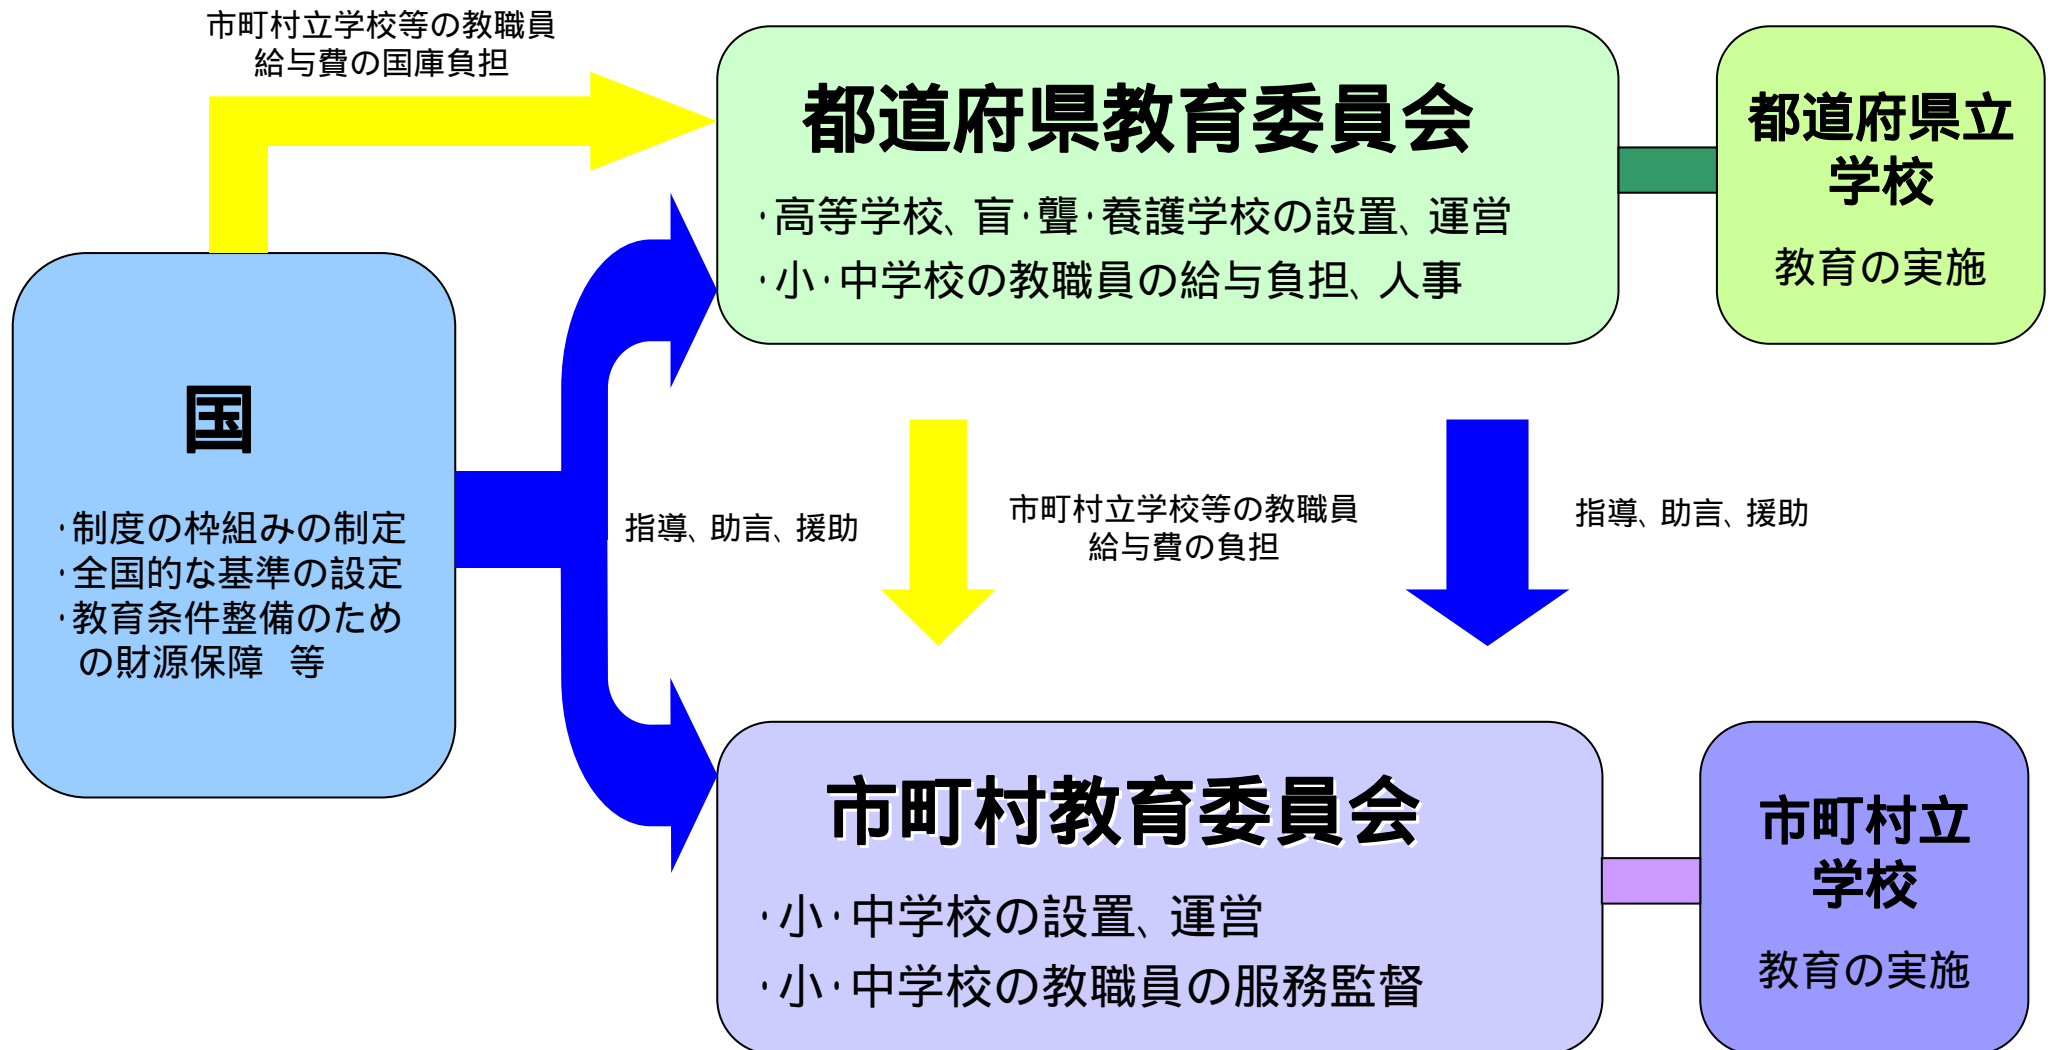 市町村立学校等の教職員
給与費の国庫負担
都道府県教育委員会
・高等学校、盲・聾・養護学校の設置、運営
・小・中学校の教職員の給与負担、人事
都道府県立
学校
教育の実施
国
・制度の枠組みの制定
・全国的な基準の設定
・教育条件整備のため
の財源保障 等
指導、助言、援助
市町村立学校等の教職員
給与費の負担
指導、助言、援助
市町村教育委員会
・小・中学校の設置、運営
・小・中学校の教職員の服務監督
市町村立
学校
教育の実施